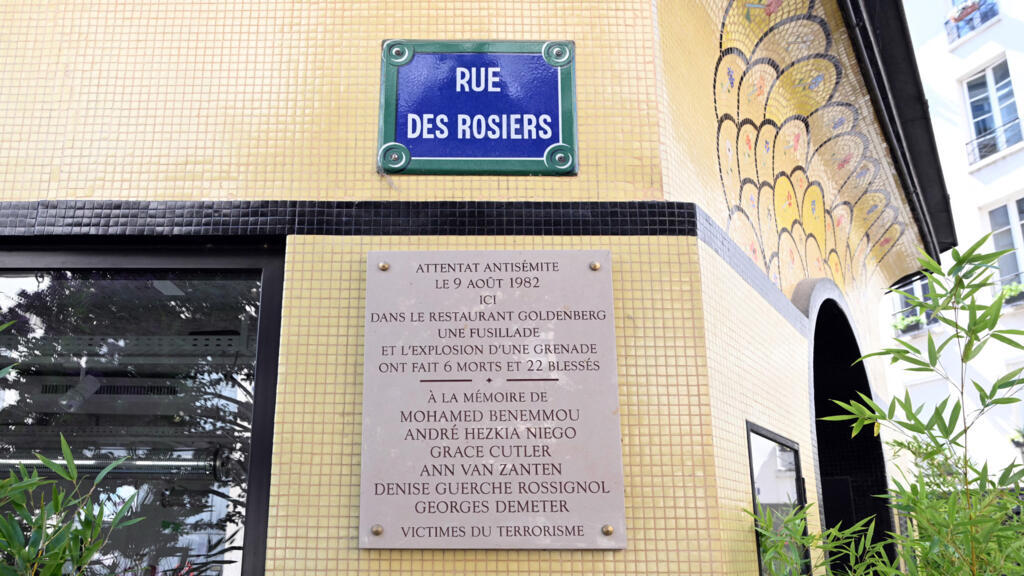 RUE
DES ROSIERS
ATTENTAT ANTISÉMITE
LE 9 AOÛT 1982
ICI
DANS LE RESTAURANT GOLDENBERG
UNE FUSILLADE
ET L'EXPLOSION D'UNE GRENADE
ONT FAIT 6 MORTS ET 22 BLESSÉS
À LA MÉMOIRE DE
MOHAMED BENEMMOU
ANDRÉ HEZKIA NIEGO
GRACE CUTLER
ANN VAN ZANTEN
DENISE GUERCHE ROSSIGNOL
GEORGES DEMETER
VICTIMES DU TERRORISME